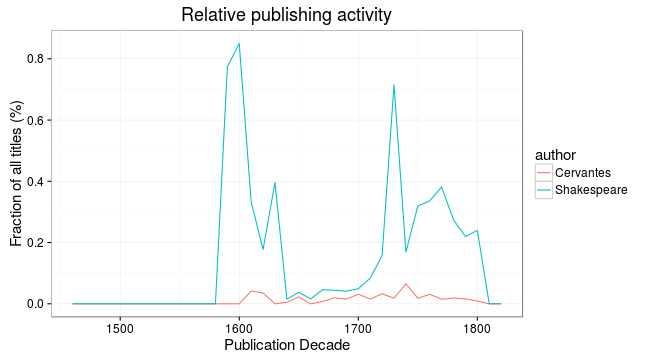 Relative publishing activity
Fraction of all titles (%)
0.8
0.6
0.4
0.2
0.0
1500
1600
1700
1800
Publication Decade
author
Cervantes
Shakespeare